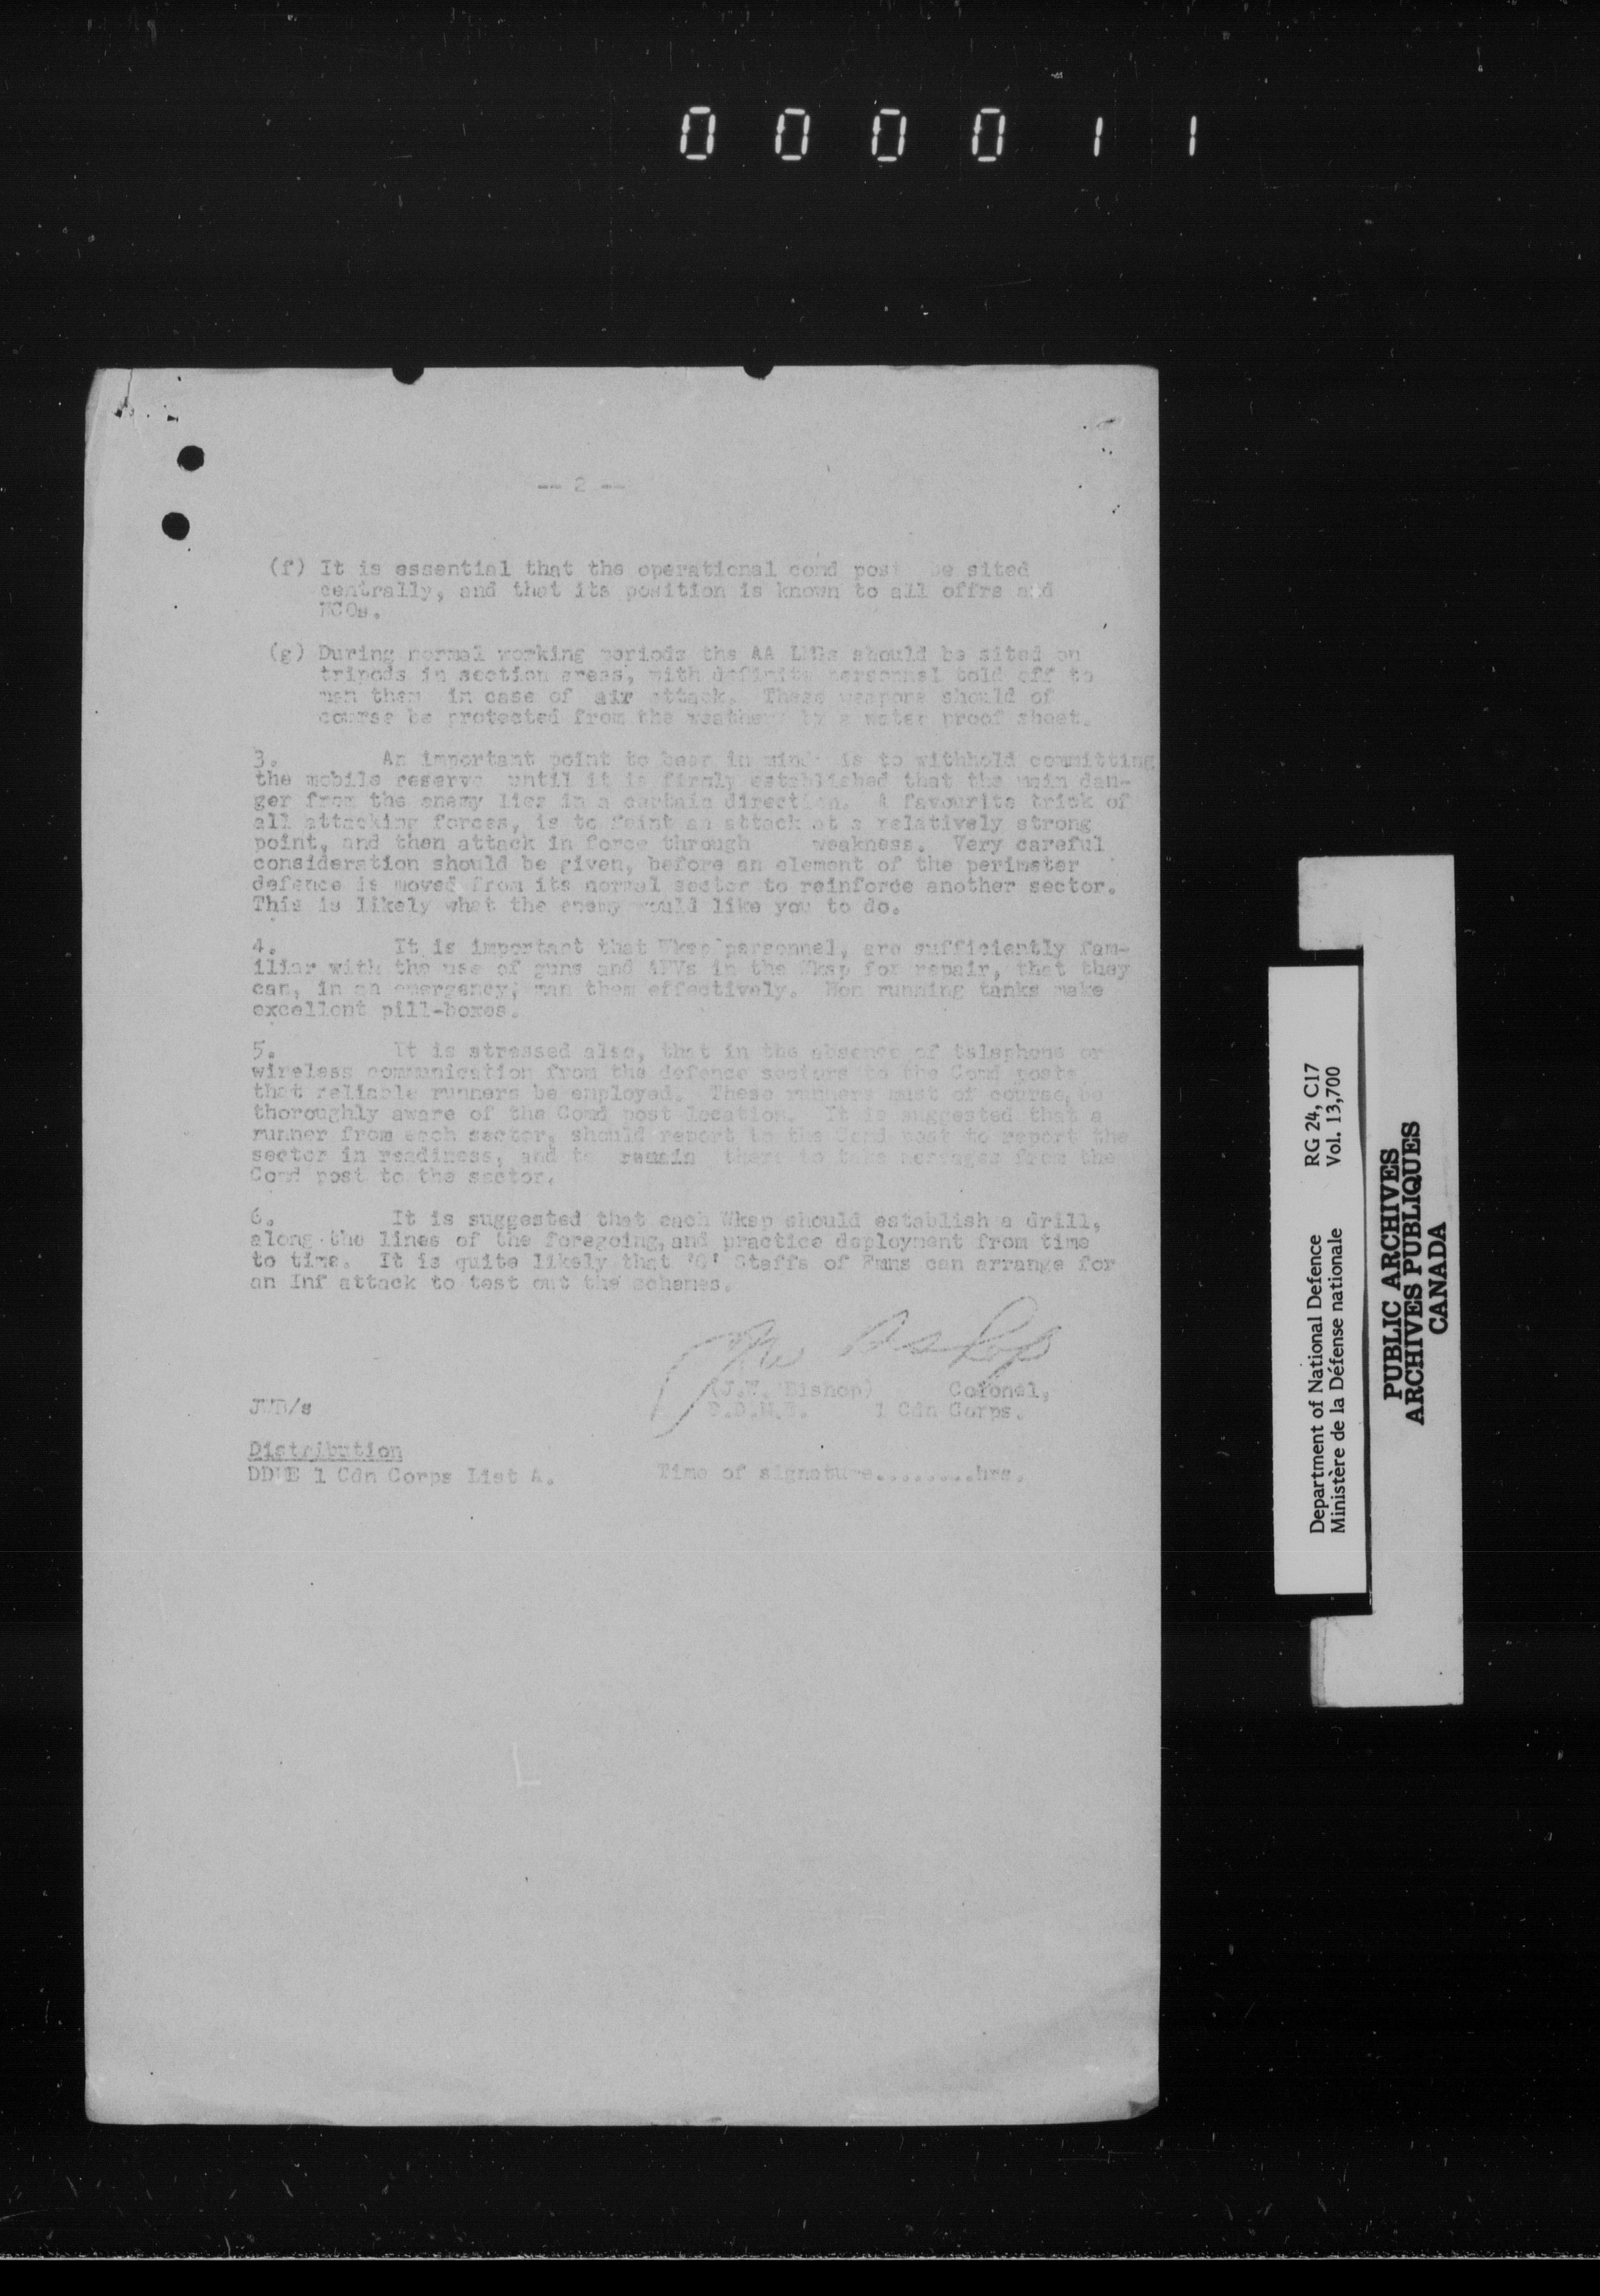 0 0 0 0 1 1
-- 2 --
(f) It is essential that the operational comd post be sited
centrally, and that its position is known to all offrs and
NCOs.
(g) During normal working periods the AA LMGs should be sited on
tripods in section areas, with definite personnel told off to
man them in case of air attack. These weapons should of
course be protected from the weather by a water proof sheet.
3. An important point to bear in mind is to withhold committing
the mobile reserve until it is firmly established that the main dan-
ger from the enemy lies in a certain direction. A favourite trick of
all attacking forces, is to feint an attack at a relatively strong
point, and then attack in force through weakness. Very careful
consideration should be given, before an element of the perimeter
defence is moved from its normal sector to reinforce another sector.
This is likely what the enemy would like you to do.
4. It is important that Wksp personnel, are sufficiently fam-
iliar with the use of guns and AFVs in the Wksp for repair, that they
can, in an emergency, man them effectively. Non running tanks make
excellent pill-boxes.
5. It is stressed also, that in the absence of telephone or
wireless communication from the defence sectors to the Comd posts
that reliable runners be employed. These runners must of course, be
thoroughly aware of the Comd post location. It is suggested that a
runner from each sector, should report to the Comd post to report the
sector in readiness, and to remain there to take messages from the
Comd post to the sector.
6. It is suggested that each Wksp should establish a drill,
along the lines of the foregoing, and practice deployment from time
to time. It is quite likely that 'G' Staffs of Fmns can arrange for
an Inf attack to test out the schemes.
(J.W. Bishop) Colonel,
D.D.M.E. 1 Cdn Corps.
JWB/s
Distribution
DDME 1 Cdn Corps List A. Time of signature.........hrs.
Department of National Defence RG 24, C17
Ministère de la Défense nationale Vol. 13,700
PUBLIC ARCHIVES
ARCHIVES PUBLIQUES
CANADA